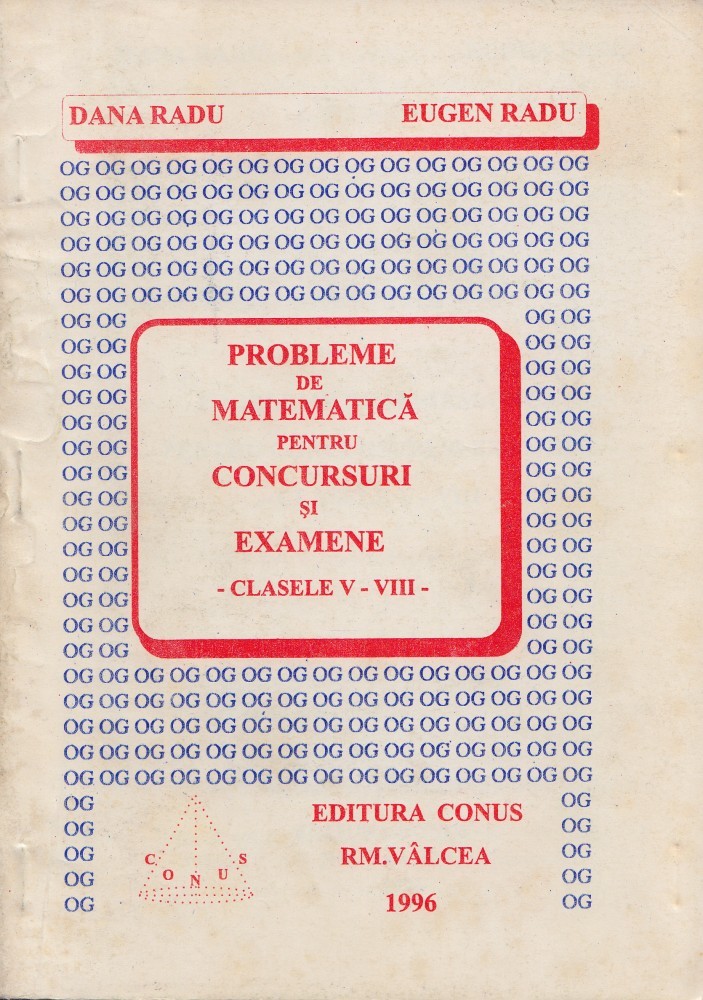 DANA RADU EUGEN RADU
OG OG OG OG OG OG OG OG OG OG OG OG OG OG OG
OG OG OG OG OG OG OG OG OG OG OG OG OG OG OG
OG OG OG OG OG OG OG OG OG OG OG OG OG OG OG
OG OG OG OG OG OG OG OG OG OG OG OG OG OG OG
OG OG OG OG OG OG OG OG OG OG OG OG OG OG OG
OG OG OG OG OG OG OG OG OG OG OG OG OG OG OG
OG OG OG OG
OG OG PROBLEME OG OG
OG OG DE OG OG
OG OG MATEMATICĂ OG OG
OG OG OG OG
OG OG PENTRU OG OG
OG OG CONCURSURI OG OG
OG OG ȘI OG OG
OG OG OG OG
OG OG EXAMENE OG OG
OG OG OG OG
OG OG - CLASELE V - VIII - OG OG
OG OG OG OG
OG OG OG OG
OG OG OG OG OG OG OG OG OG OG OG OG OG OG OG
OG OG OG OG OG OG OG OG OG OG OG OG OG OG OG
OG OG OG OG OG OG OG OG OG OG OG OG OG OG OG
OG OG OG OG OG OG OG OG OG OG OG OG OG OG OG
OG OG OG OG OG OG OG OG OG OG OG OG OG OG OG
OG EDITURA CONUS OG
OG OG
OG CONUS RM.VÂLCEA OG
OG OG
OG 1996 OG